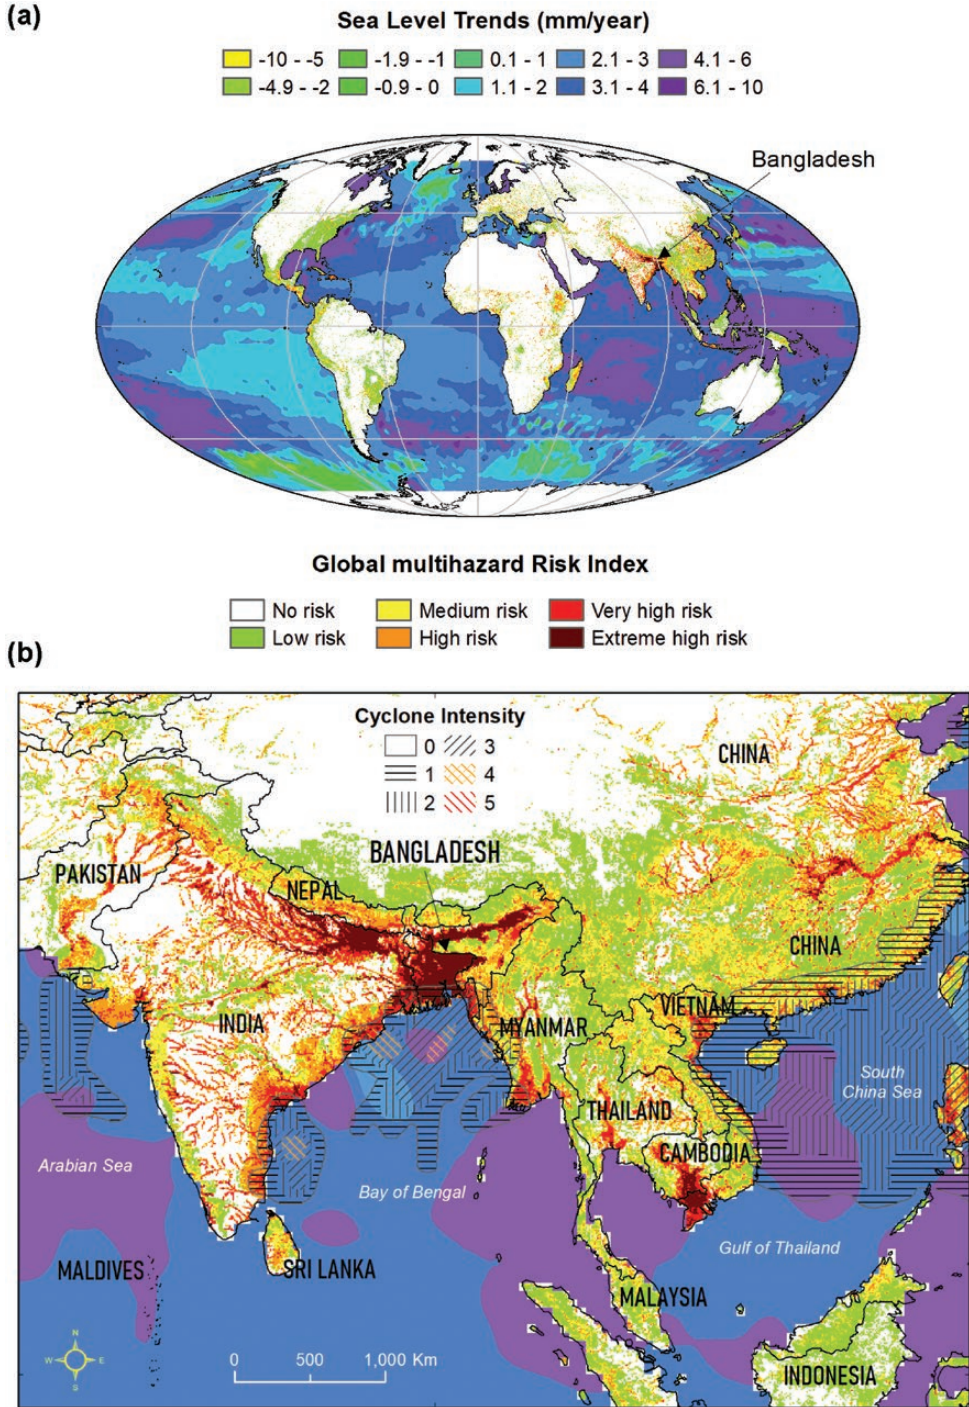 (a)
Sea Level Trends (mm/year)
-10 - -5 -1.9 - -1 0.1 - 1 2.1 - 3 4.1 - 6
-4.9 - -2 -0.9 - 0 1.1 - 2 3.1 - 4 6.1 - 10
Bangladesh
Global multihazard Risk Index
No risk Medium risk Very high risk
Low risk High risk Extreme high risk
(b)
Cyclone Intensity
0 3
1 4
2 5
CHINA
BANGLADESH
PAKISTAN
NEPAL
CHINA
INDIA
MYANMAR
VIETNAM
South
China Sea
THAILAND
CAMBODIA
Arabian Sea
Bay of Bengal
Gulf of Thailand
MALDIVES
SRI LANKA
MALAYSIA
N
W E
S
0 500 1,000 Km
INDONESIA